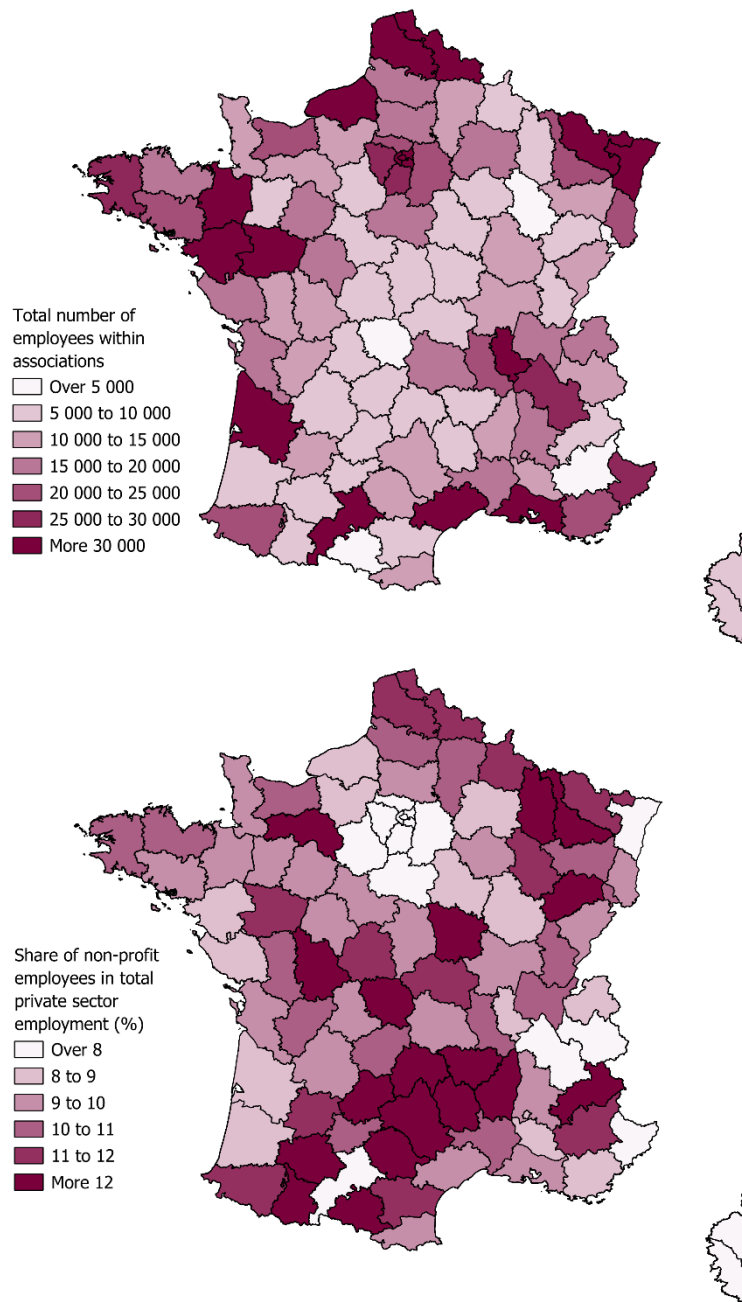 Total number of
employees within
associations
Over 5 000
5 000 to 10 000
10 000 to 15 000
15 000 to 20 000
20 000 to 25 000
25 000 to 30 000
More 30 000
Share of non-profit
employees in total
private sector
employment (%)
Over 8
8 to 9
9 to 10
10 to 11
11 to 12
More 12